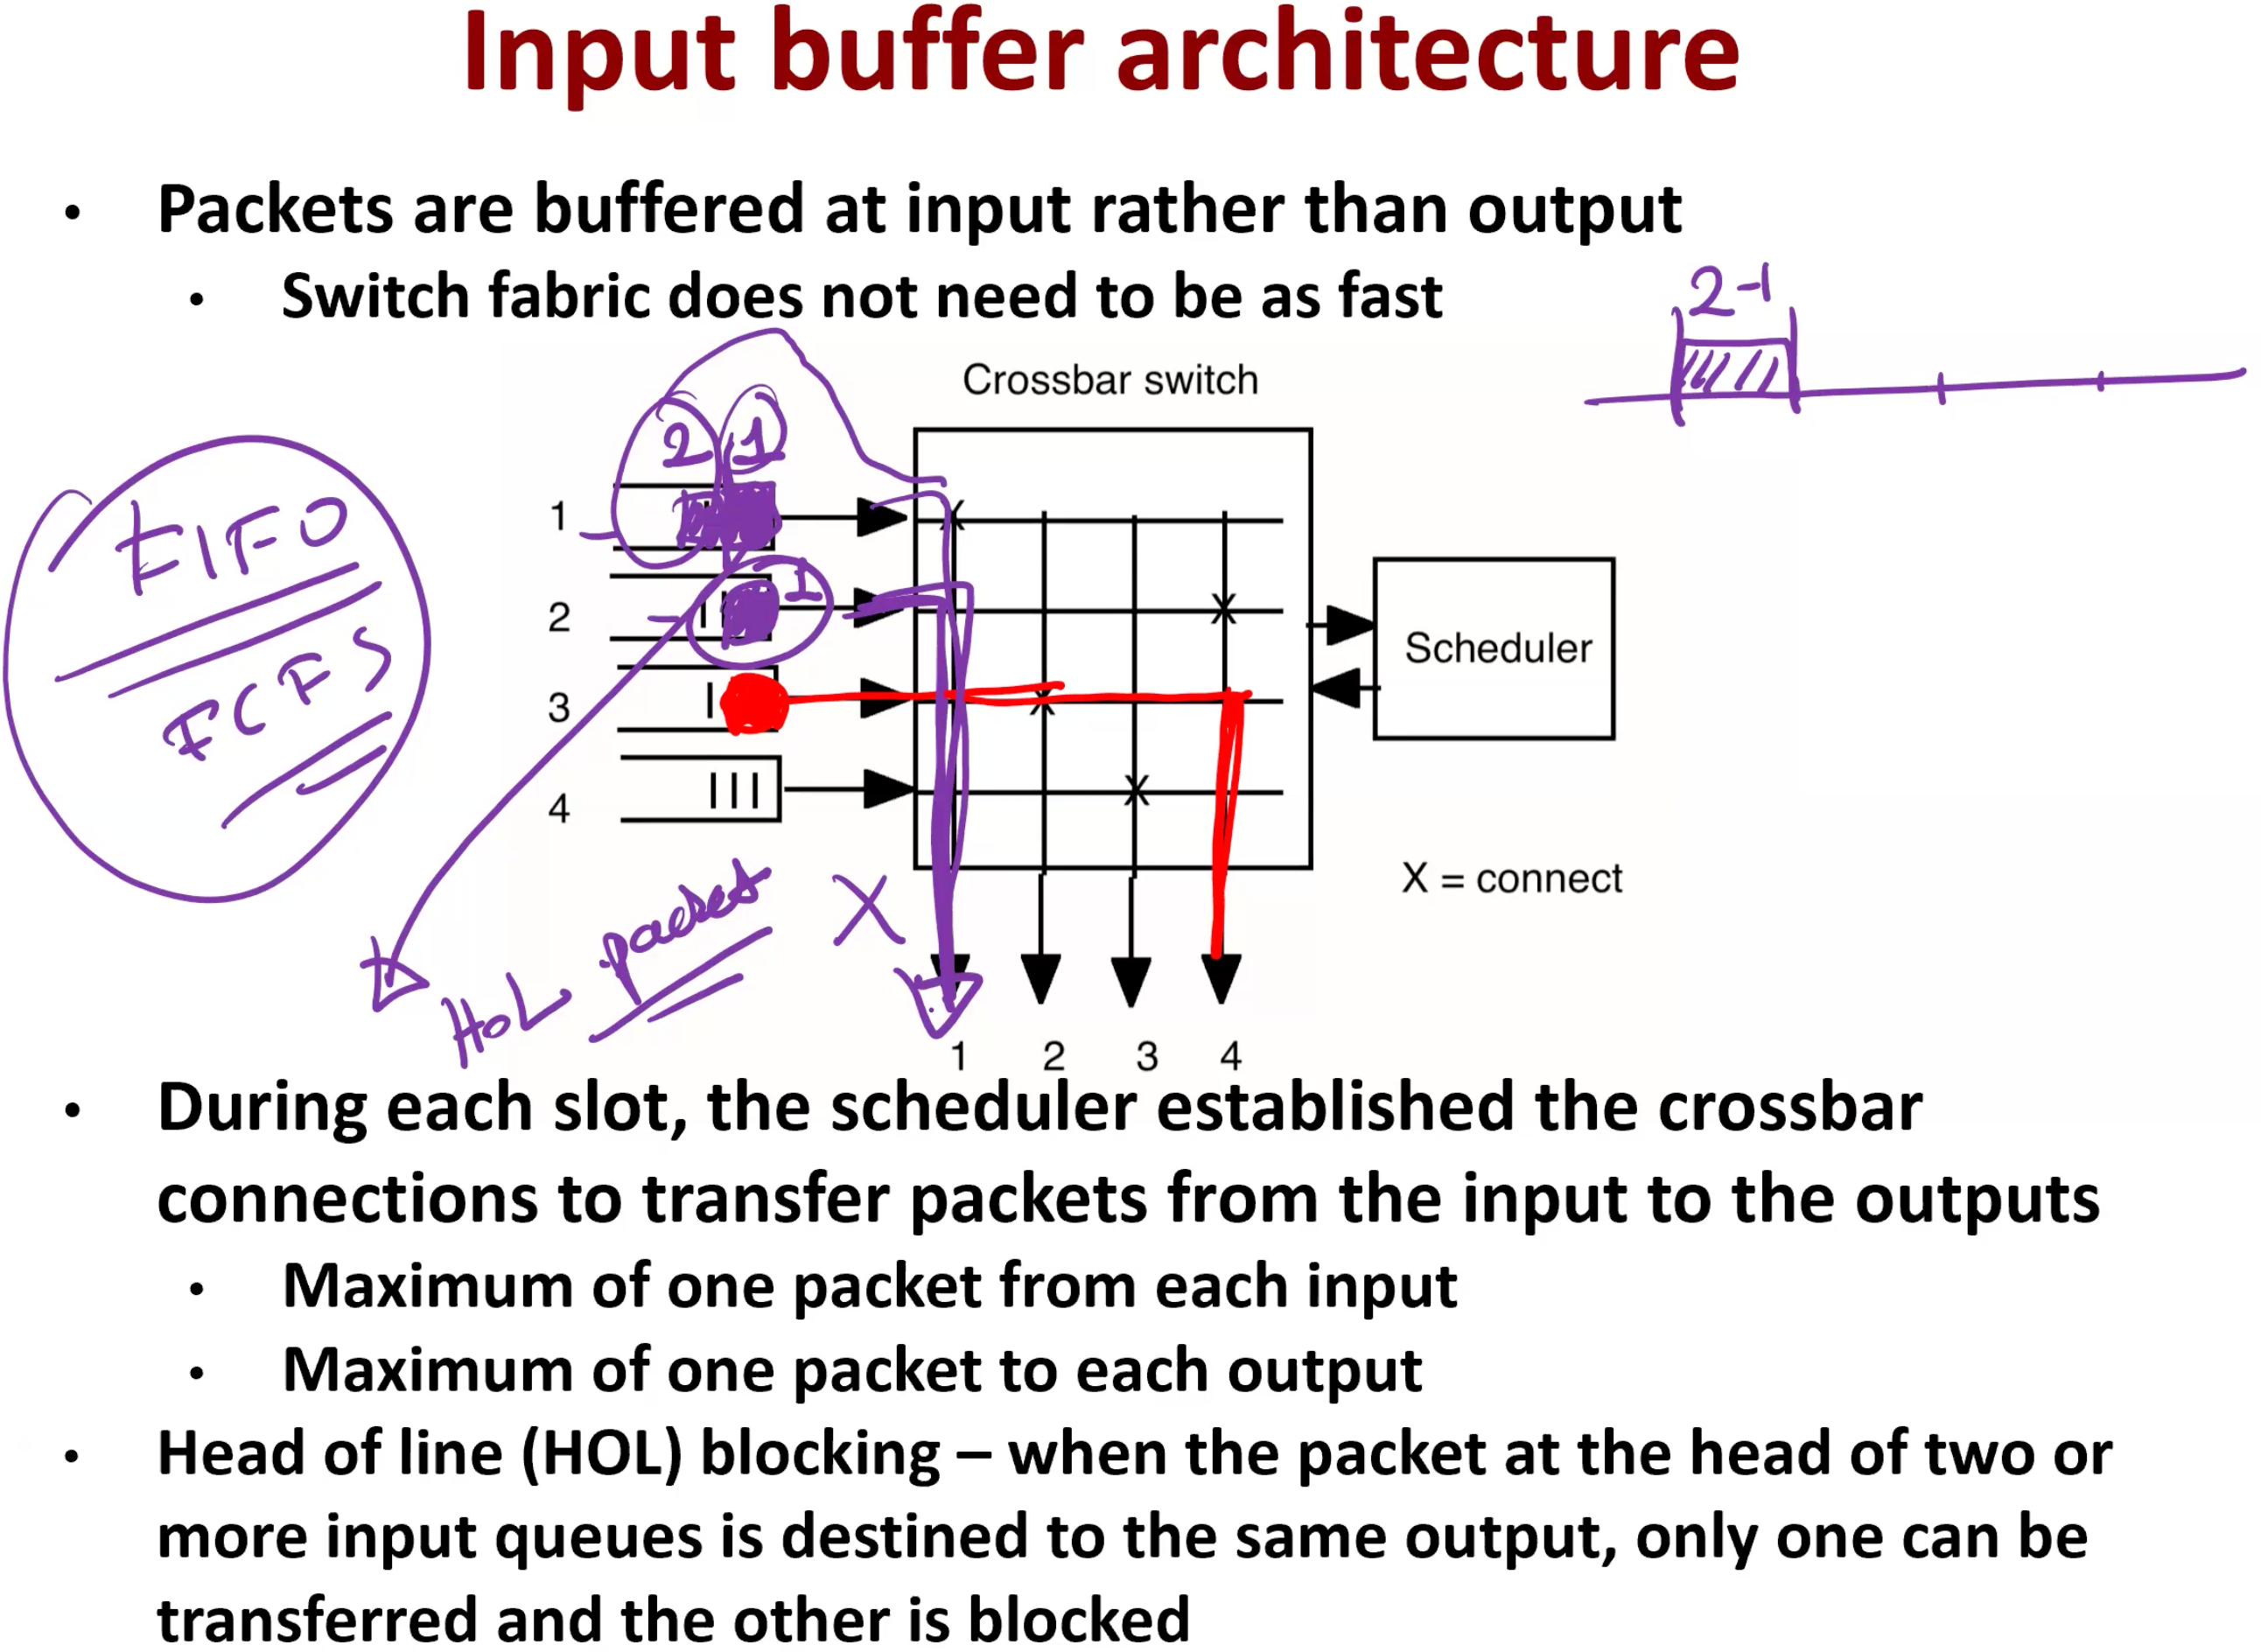 Input buffer architecture
• Packets are buffered at input rather than output
• Switch fabric does not need to be as fast
2-1
Crossbar switch
2 1
1
FIFO
I
2
Scheduler
FCFS
3
4
X = connect
HOL packets X
1 2 3 4
• During each slot, the scheduler established the crossbar
connections to transfer packets from the input to the outputs
• Maximum of one packet from each input
• Maximum of one packet to each output
• Head of line (HOL) blocking – when the packet at the head of two or
more input queues is destined to the same output, only one can be
transferred and the other is blocked